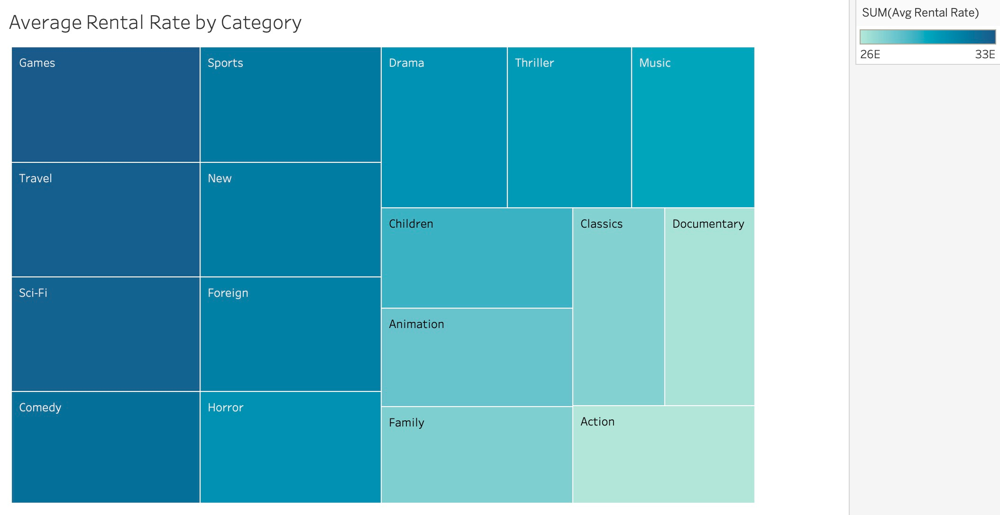 Average Rental Rate by Category
SUM(Avg Rental Rate)
26E 33E
Games
Sports
Drama
Thriller
Music
Travel
New
Children
Classics
Documentary
Sci-Fi
Foreign
Animation
Comedy
Horror
Family
Action